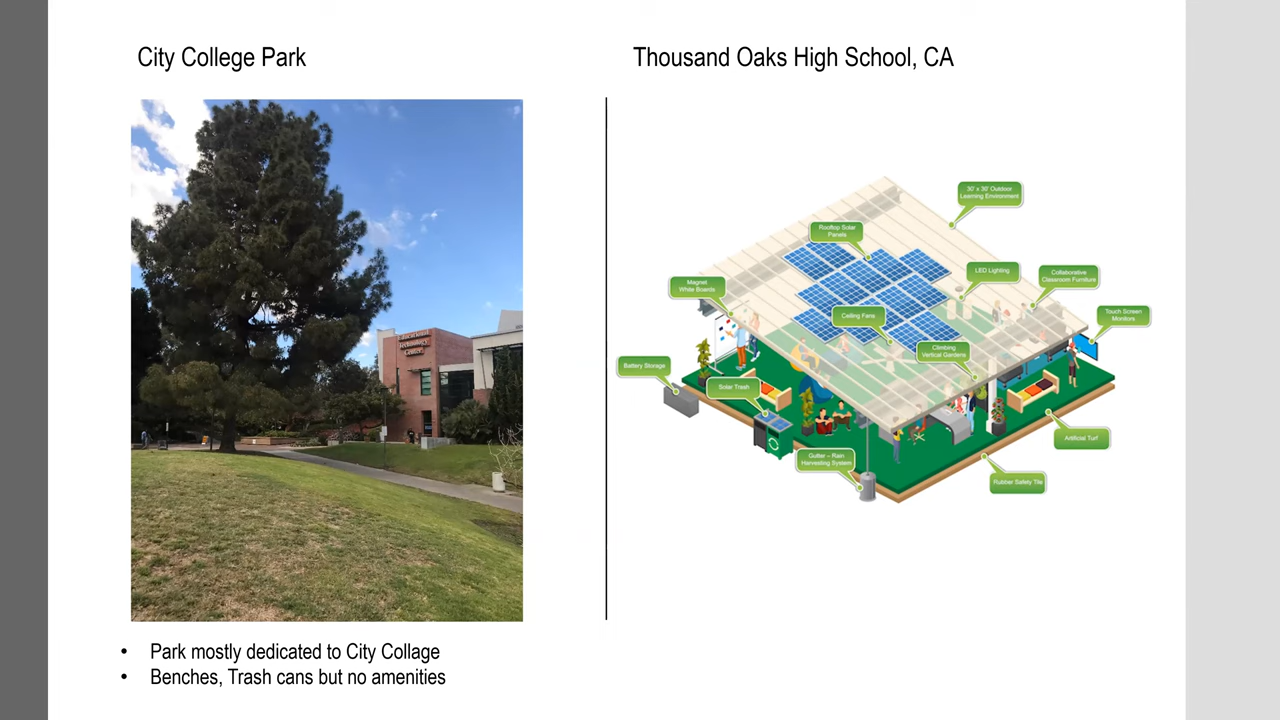 City College Park
Thousand Oaks High School, CA
Educational
Technology
Center
30' x 30' Outdoor
Learning Environment
Rooftop Solar
Panels
LED Lighting
Collaborative
Classroom Furniture
Magnet
White Boards
Touch Screen
Monitors
Ceiling Fans
Climbing
Vertical Gardens
Battery Storage
Solar Trash
Artificial Turf
Gutter – Rain
Harvesting System
Rubber Safety Tile
• Park mostly dedicated to City Collage
• Benches, Trash cans but no amenities